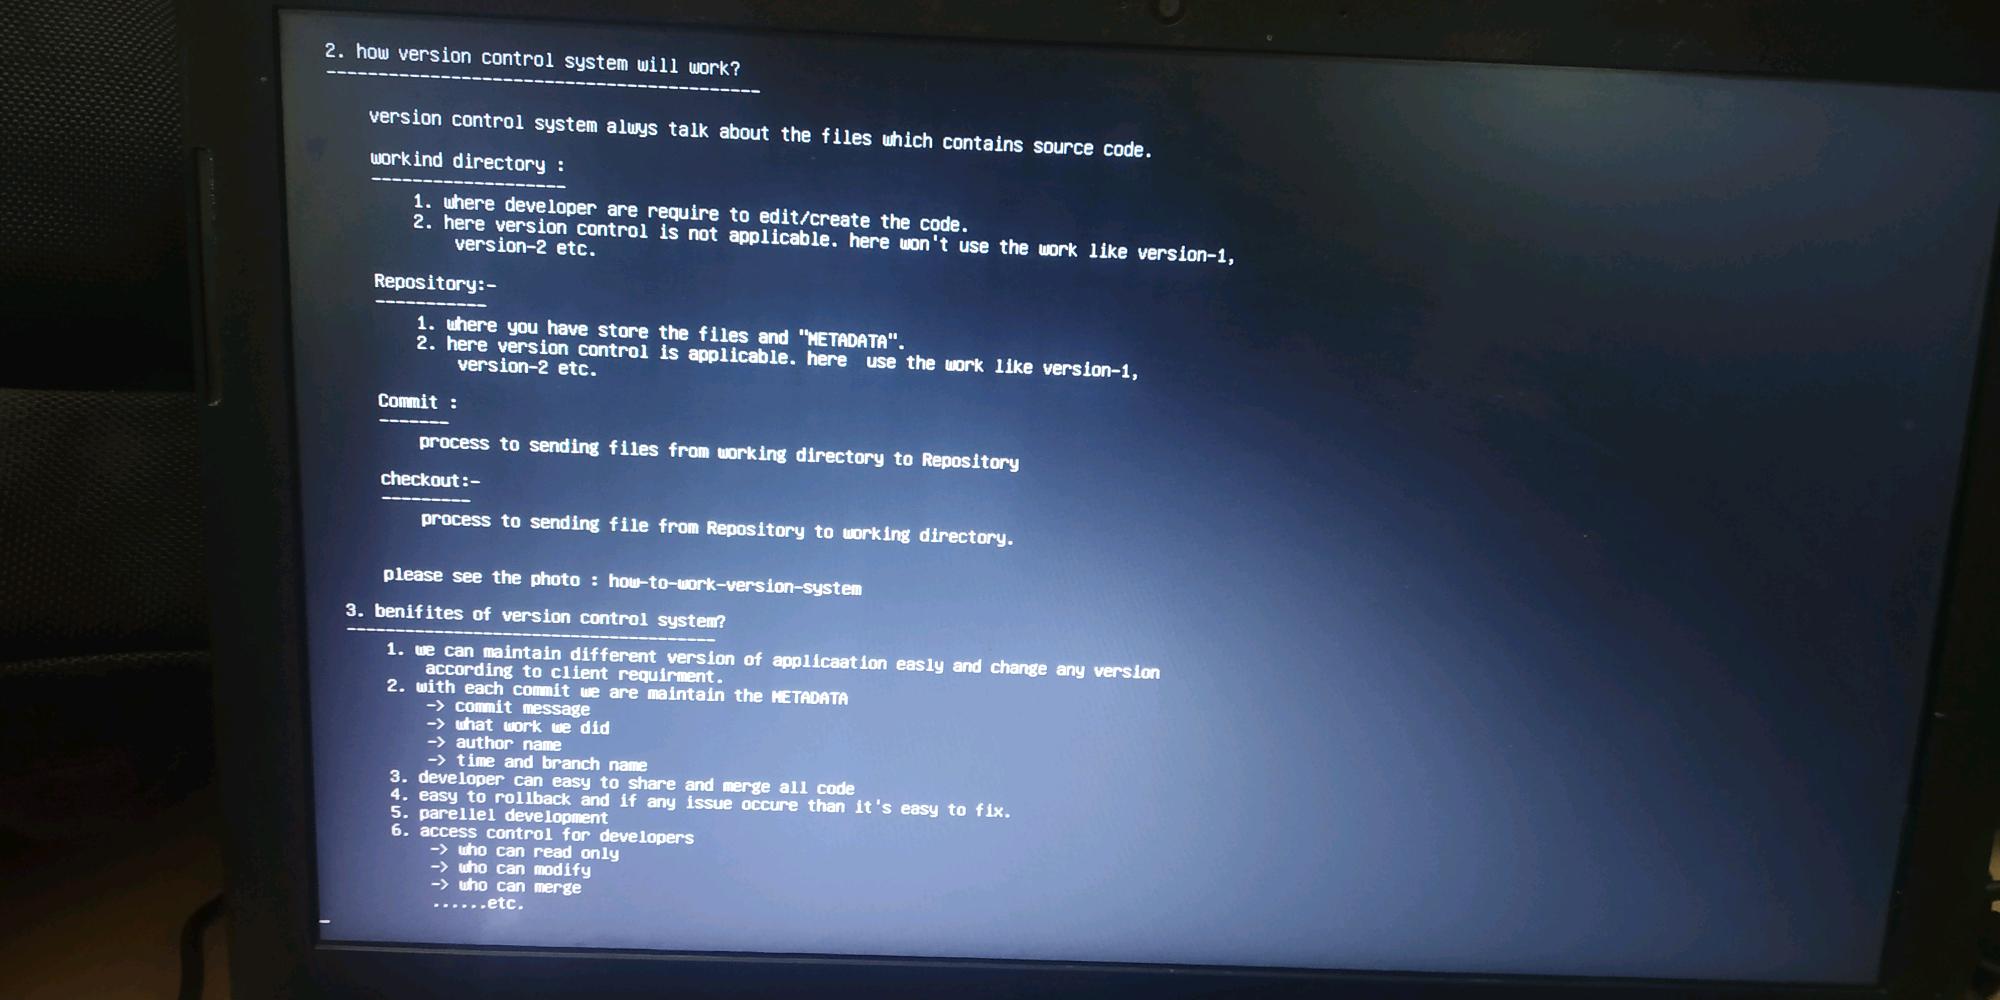 2. how version control system will work?
-----------------------------------------
version control system alwys talk about the files which contains source code.
workind directory :
-------------------
1. where developer are require to edit/create the code.
2. here version control is not applicable. here won't use the work like version-1,
version-2 etc.
Repository:-
-----------
1. where you have store the files and "METADATA".
2. here version control is applicable. here  use the work like version-1,
version-2 etc.
Commit :
-------
process to sending files from working directory to Repository
checkout:-
---------
process to sending file from Repository to working directory.
please see the photo : how-to-work-version-system
3. benifites of version control system?
-------------------------------------
1. we can maintain different version of applicaation easly and change any version
according to client requirment.
2. with each commit we are maintain the METADATA
-> commit message
-> what work we did
-> author name
-> time and branch name
3. developer can easy to share and merge all code
4. easy to rollback and if any issue occure than it's easy to fix.
5. parellel development
6. access control for developers
-> who can read only
-> who can modify
-> who can merge
......etc.
_